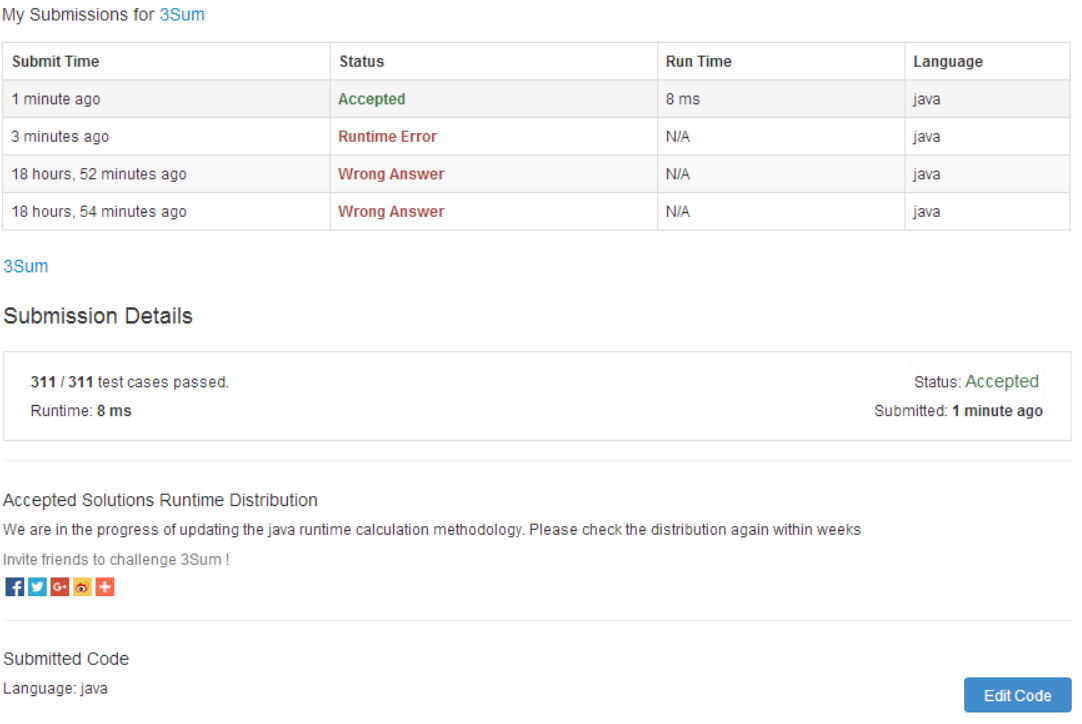 My Submissions for 3Sum
Submit Time Status Run Time Language
1 minute ago Accepted 8 ms java
3 minutes ago Runtime Error N/A java
18 hours, 52 minutes ago Wrong Answer N/A java
18 hours, 54 minutes ago Wrong Answer N/A java
3Sum
Submission Details
311 / 311 test cases passed. Status: Accepted
Runtime: 8 ms Submitted: 1 minute ago
Accepted Solutions Runtime Distribution
We are in the progress of updating the java runtime calculation methodology. Please check the distribution again within weeks
Invite friends to challenge 3Sum !
Submitted Code
Language: java
Edit Code